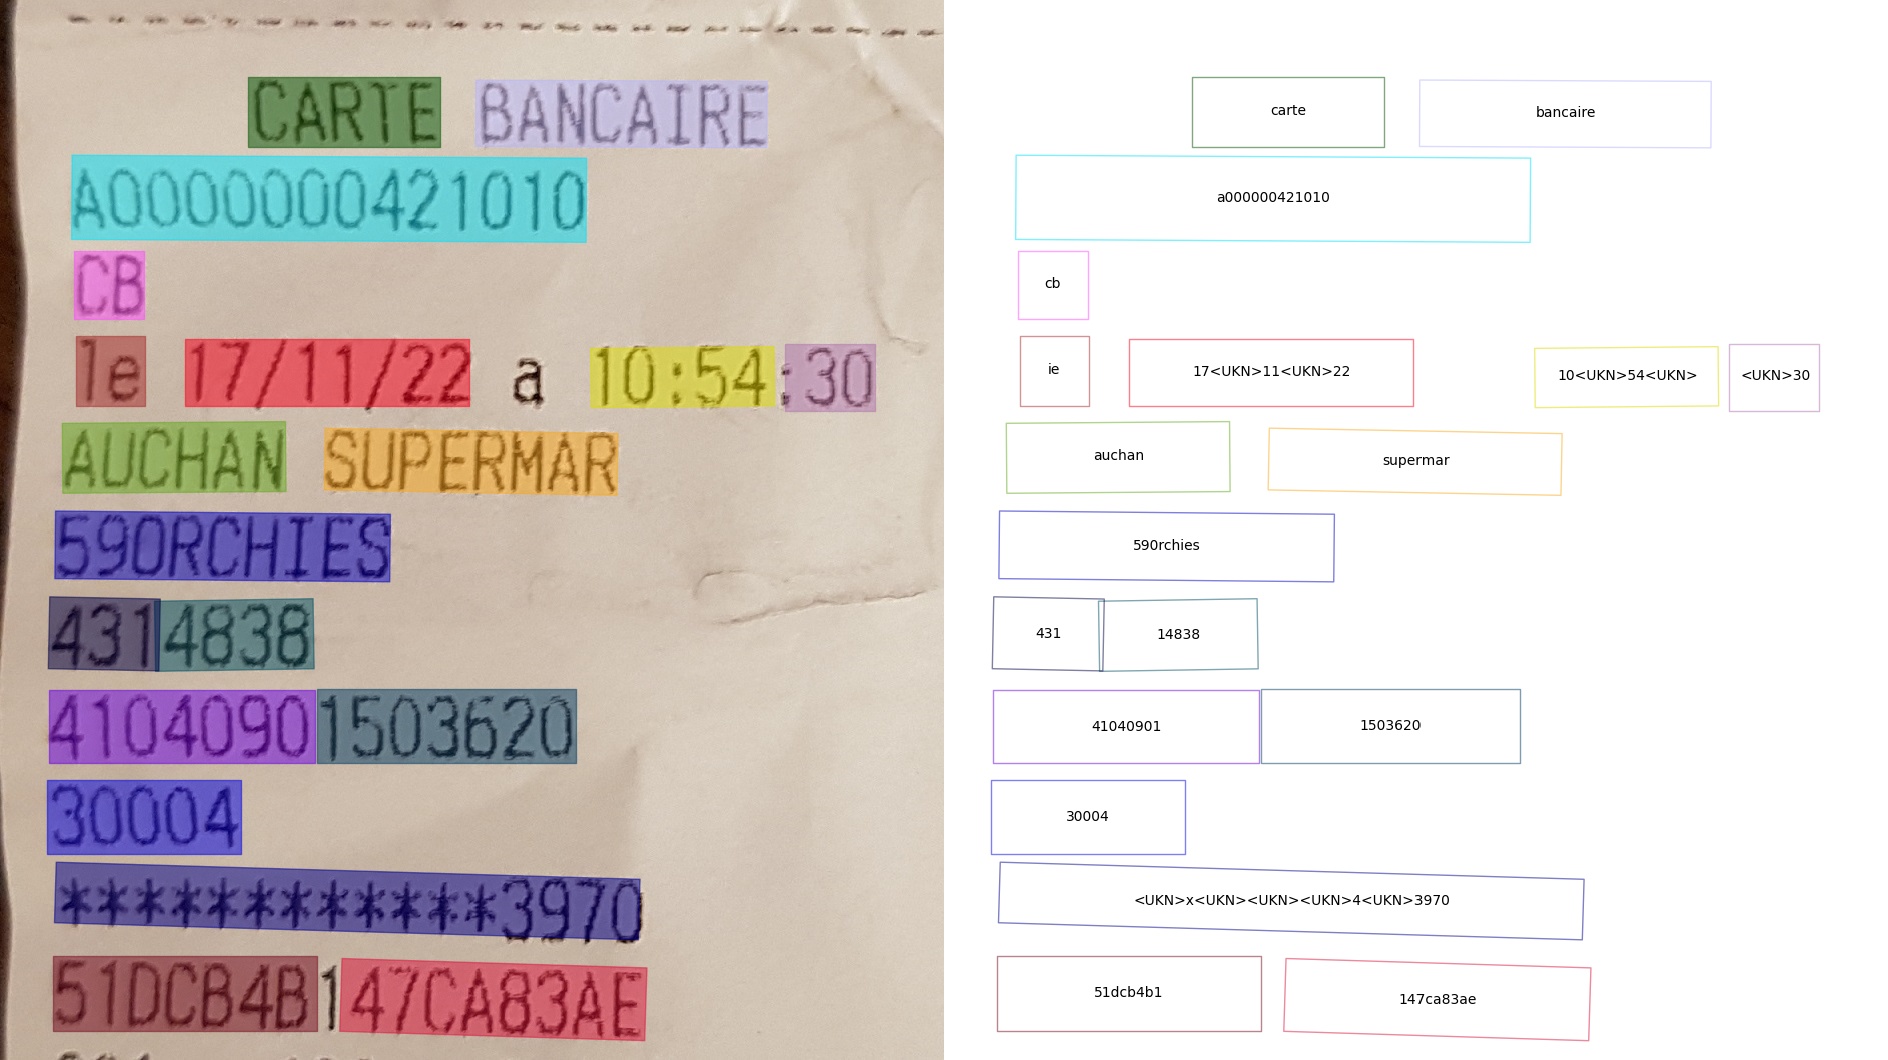 CARTE BANCAIRE
A0000000421010
CB
le 17/11/22 a 10:54:30
AUCHAN SUPERMAR
59ORCHIES
4314838
41040901503620
30004
************3970
51DCB4B147CA83AE
carte bancaire
a000000421010
cb
ie 17<UKN>11<UKN>22 10<UKN>54<UKN> <UKN>30
auchan supermar
590rchies
431 14838
41040901 1503620
30004
<UKN>x<UKN><UKN><UKN>4<UKN>3970
51dcb4b1 147ca83ae